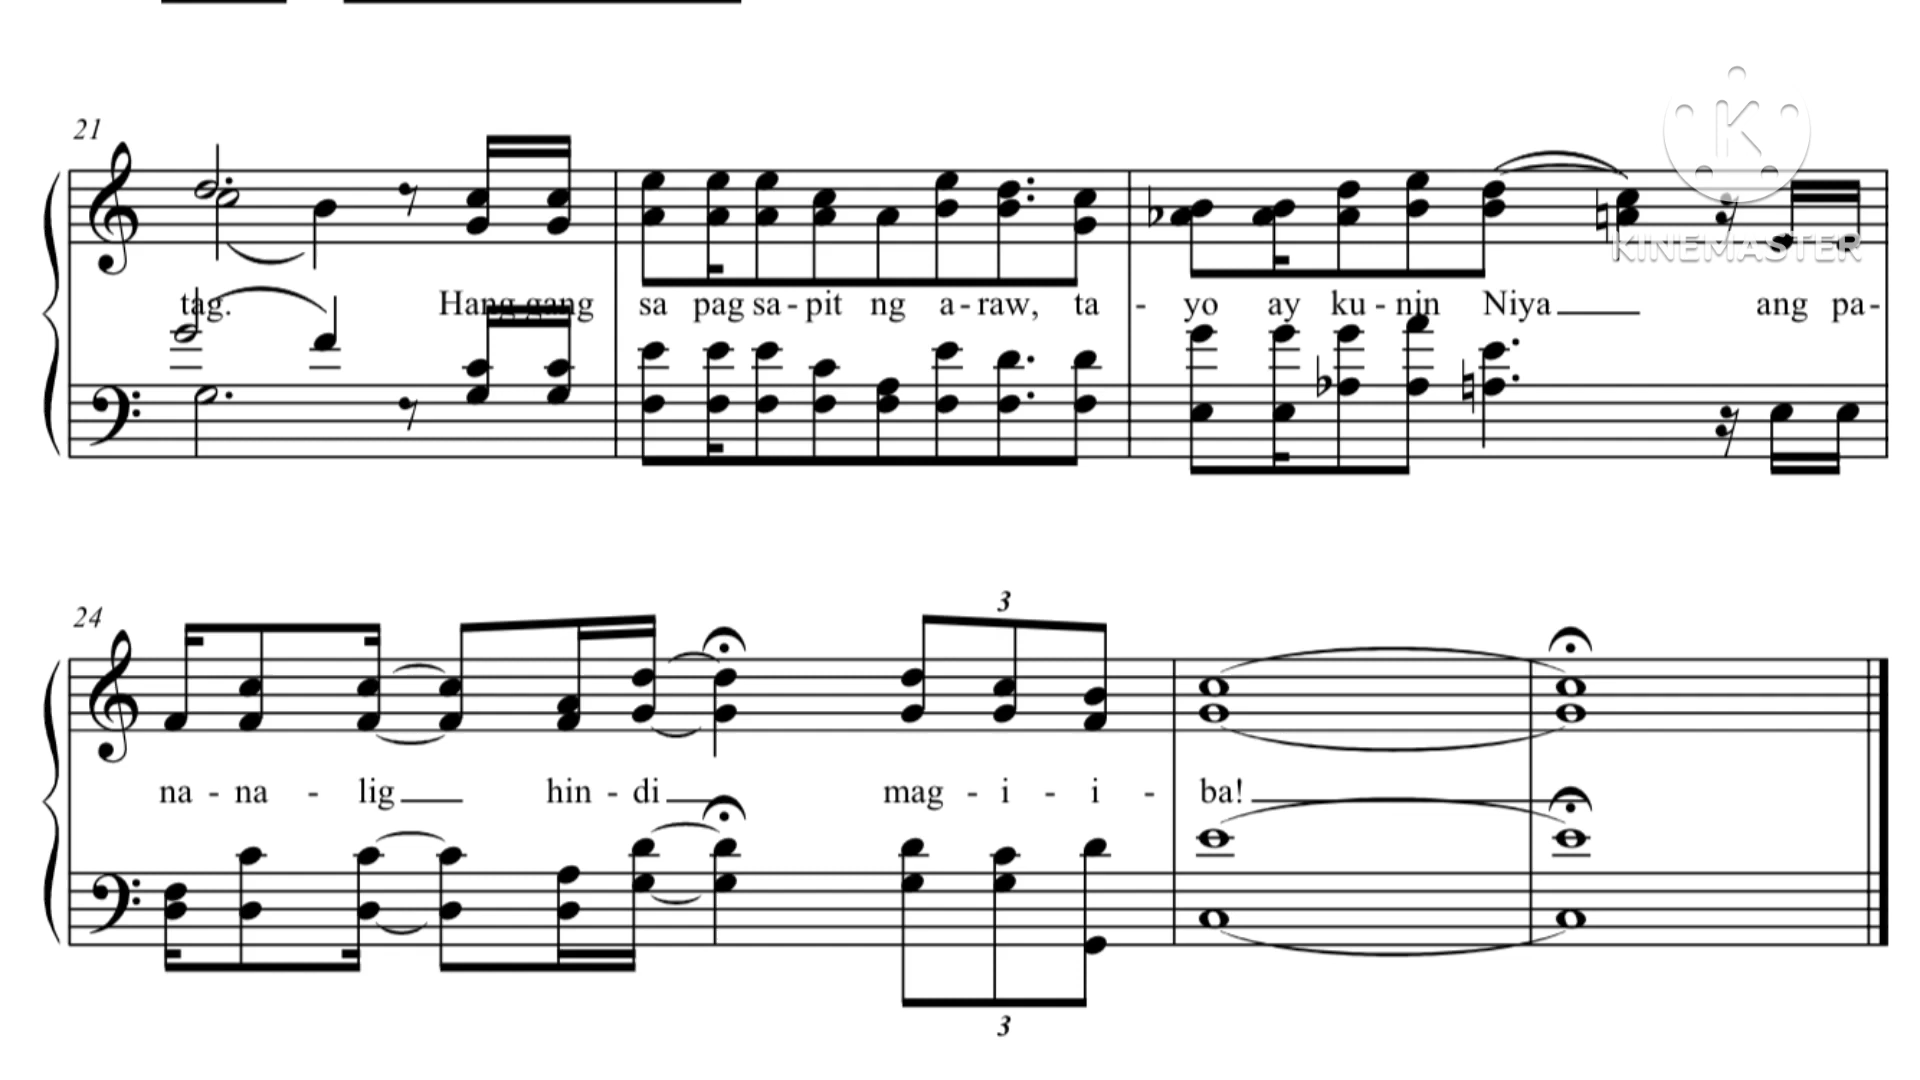 21
tag. Hang-gang sa pag sa - pit ng a - raw, ta - yo ay ku - nin Niya ang pa-
KINEMASTER
24
3
na - na - lig hin - di mag - i - i - ba!
3